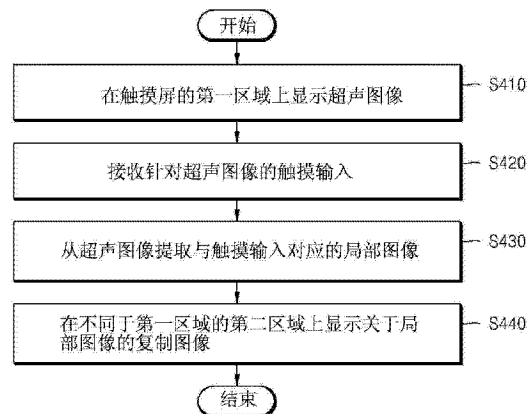 开始
在触摸屏的第一区域上显示超声图像
S410
接收针对超声图像的触摸输入
S420
从超声图像提取与触摸输入对应的局部图像
S430
在不同于第一区域的第二区域上显示关于局
部图像的复制图像
S440
结束